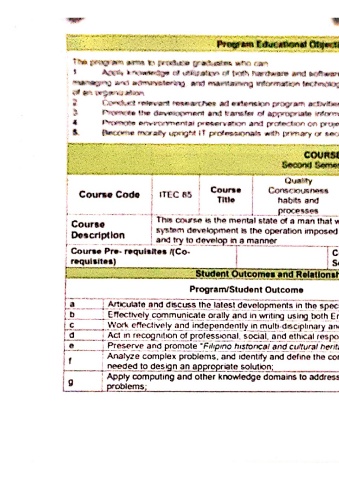 Program Educational Objecti
The program aims to produce graduates who can
1. Apply knowledge of utilization of both hardware and softwar
managing and administering and maintaining information technolog
of an organization
2. Conduct relevant researches ad extension program activitie
3. Promote the development and transfer of appropriate inform
4. Promote environmental preservation and protection on proje
5. Become morally upright IT professionals with primary or sec
COURSE
Second Semes
Course Code ITEC 85 Course Title Quality Consciousness habits and processes
Course Description This course is the mental state of a man that w
system development is the operation imposed
and try to develop in a manner
Course Pre- requisites /(Co-
requisites)
C
S
Student Outcomes and Relationsh
Program/Student Outcome
a Articulate and discuss the latest developments in the spec
b Effectively communicate orally and in writing using both En
c Work effectively and independently in multi-disciplinary an
d Act in recognition of professional, social, and ethical respo
e Preserve and promote "Filipino historical and cultural herit
f Analyze complex problems, and identify and define the co
needed to design an appropriate solution;
g Apply computing and other knowledge domains to address
problems;